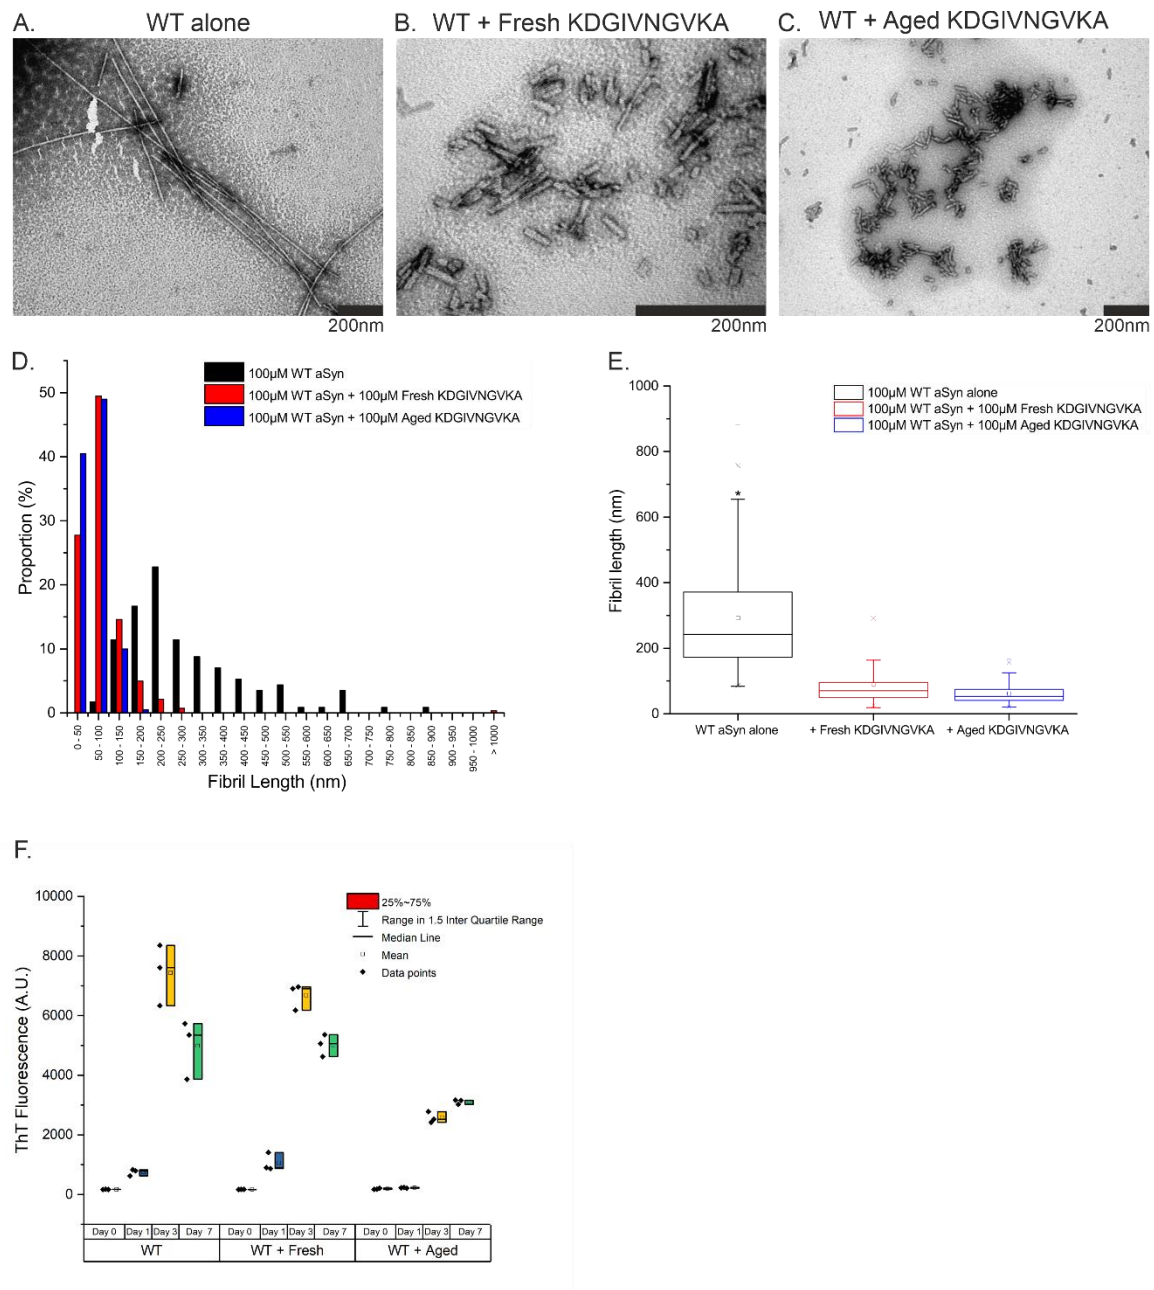 A. WT alone
B. WT + Fresh KDGIVNGVKA
C. WT + Aged KDGIVNGVKA
200nm
200nm
200nm
D.
100µM WT aSyn
100µM WT aSyn + 100µM Fresh KDGIVNGVKA
100µM WT aSyn + 100µM Aged KDGIVNGVKA
50
40
30
20
10
0
Proportion (%)
0 - 50
50 - 100
100 - 150
150 - 200
200 - 250
250 - 300
300 - 350
350 - 400
400 - 450
450 - 500
500 - 550
550 - 600
600 - 650
650 - 700
700 - 750
750 - 800
800 - 850
850 - 900
900 - 950
950 - 1000
> 1000
Fibril Length (nm)
E.
100µM WT aSyn alone
100µM WT aSyn + 100µM Fresh KDGIVNGVKA
100µM WT aSyn + 100µM Aged KDGIVNGVKA
1000
800
600
400
200
0
Fibril length (nm)
*
WT aSyn alone
+ Fresh KDGIVNGVKA
+ Aged KDGIVNGVKA
F.
25%~75%
Range in 1.5 Inter Quartile Range
Median Line
Mean
Data points
10000
8000
6000
4000
2000
0
ThT Fluorescence (A.U.)
Day 0 Day 1 Day 3 Day 7 Day 0 Day 1 Day 3 Day 7 Day 0 Day 1 Day 3 Day 7
WT WT + Fresh WT + Aged